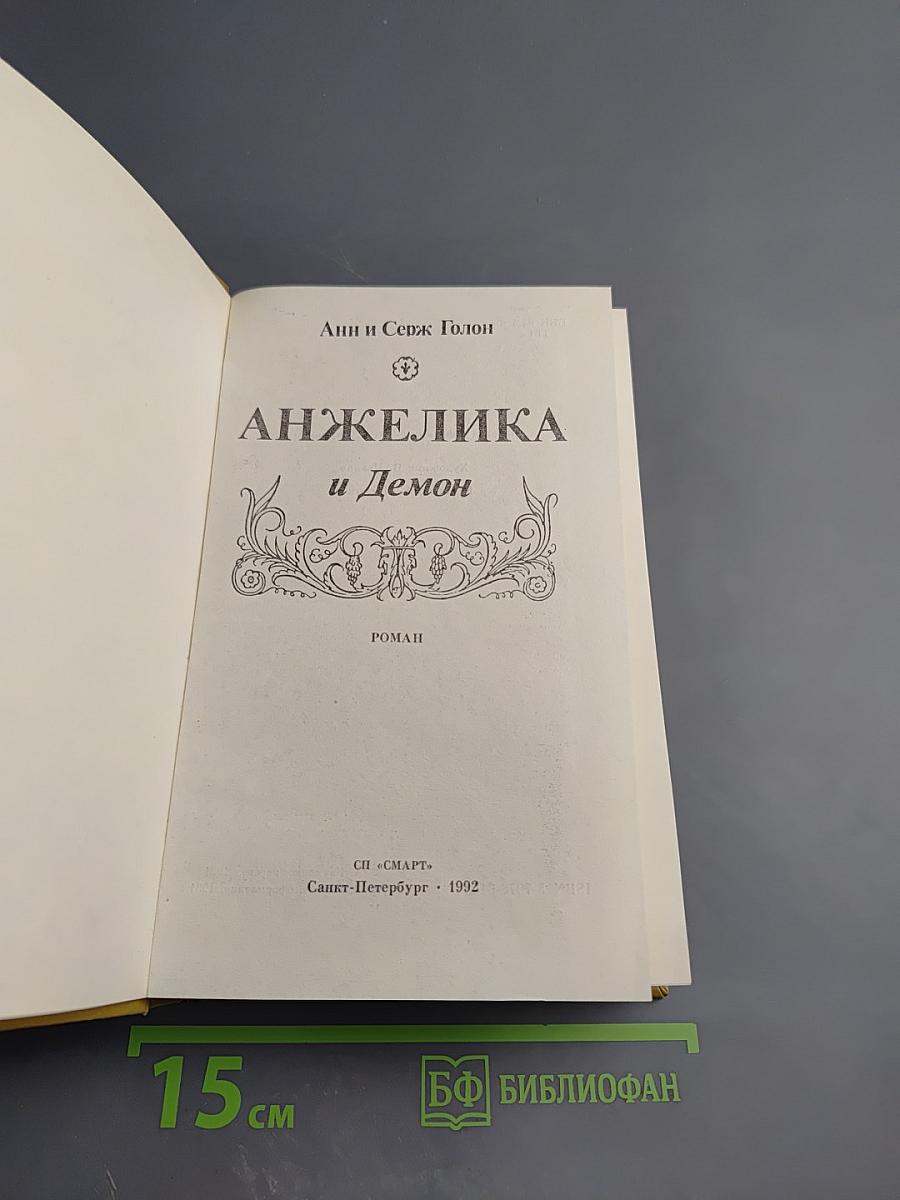 Анн и Серж Голон
АНЖЕЛИКА
и Демон
РОМАН
СП «СМАРТ»
Санкт-Петербург · 1992
15 см
БФ БИБЛИОФАН